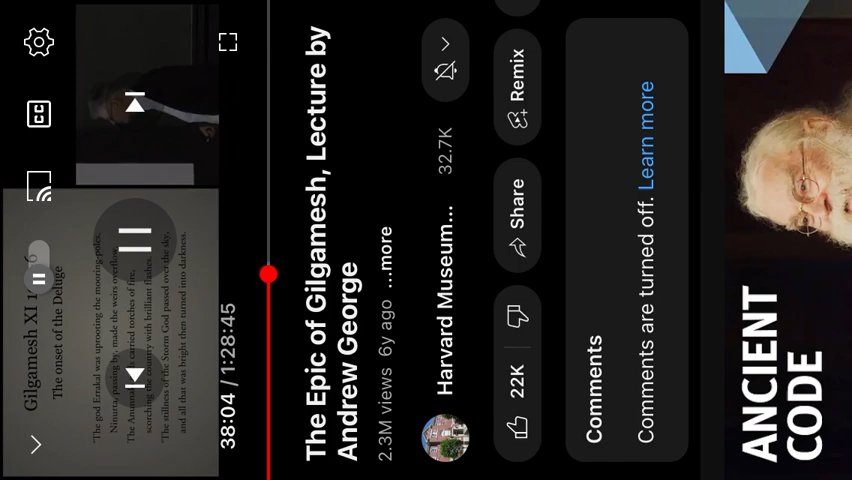 Gilgamesh XI
The onset of the Deluge
'The god Errakal was uprooting the mooring-poles,
Ninurta, passing by, made the weirs overflow.
The Anunnaki carried torches of fire,
scorching the country with brilliant flashes.
'The stillness of the Storm God passed over the sky,
and all that was bright then turned into darkness.
CC
38:04 / 1:28:45
The Epic of Gilgamesh, Lecture by
Andrew George
2.3M views 6y ago ...more
Harvard Museum... 32.7K
22K Share Remix
Comments
Comments are turned off. Learn more
ANCIENT
CODE